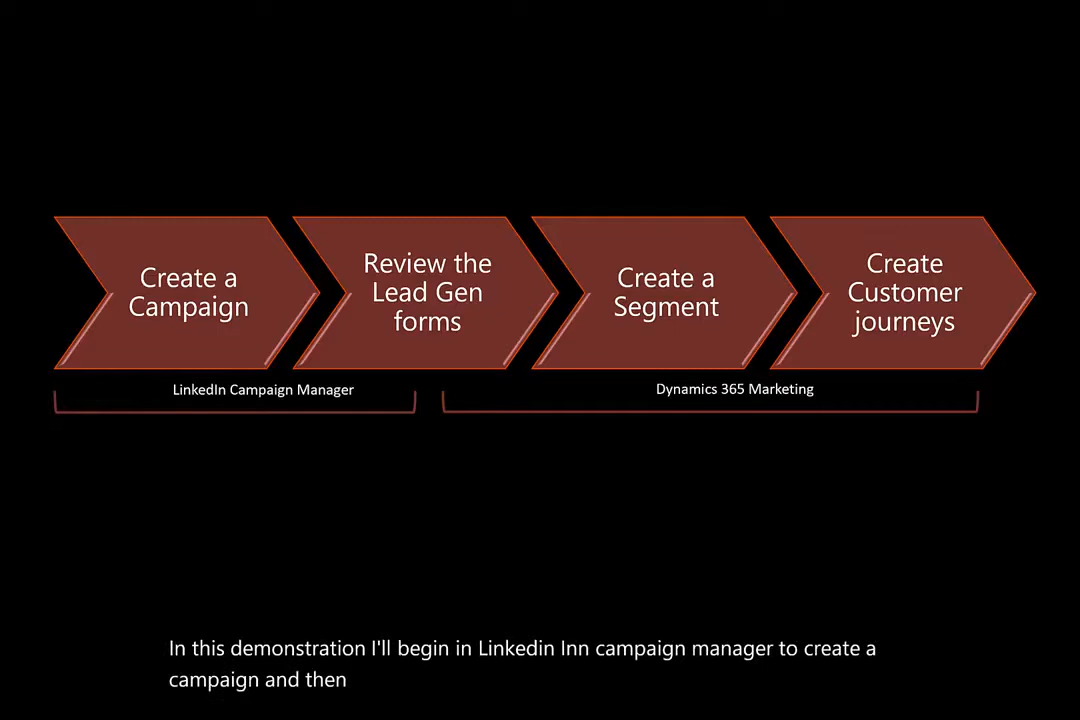 Create a
Campaign
Review the
Lead Gen
forms
Create a
Segment
Create
Customer
journeys
LinkedIn Campaign Manager
Dynamics 365 Marketing
In this demonstration I'll begin in Linkedin Inn campaign manager to create a
campaign and then